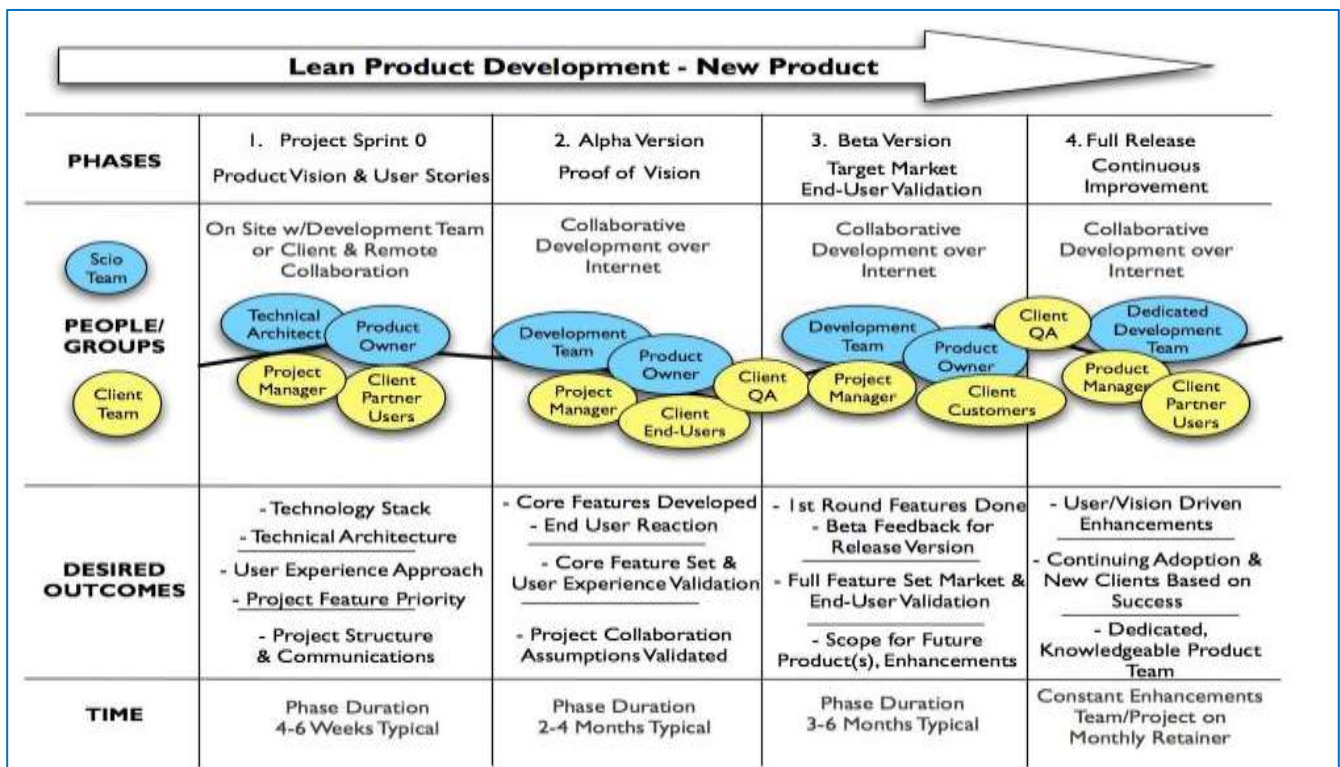 Lean Product Development - New Product
PHASES
1. Project Sprint 0
Product Vision & User Stories
2. Alpha Version
Proof of Vision
3. Beta Version
Target Market
End-User Validation
4. Full Release
Continuous
Improvement
Scio
Team
PEOPLE/
GROUPS
Client
Team
On Site w/Development Team
or Client & Remote
Collaboration
Technical
Architect
Product
Owner
Project
Manager
Client
Partner
Users
Collaborative
Development over
Internet
Development
Team
Product
Owner
Project
Manager
Client
End-Users
Client
QA
Collaborative
Development over
Internet
Development
Team
Product
Owner
Project
Manager
Client
Customers
Client
QA
Collaborative
Development over
Internet
Dedicated
Development
Team
Product
Manager
Client
Partner
Users
DESIRED
OUTCOMES
- Technology Stack
- Technical Architecture
- User Experience Approach
- Project Feature Priority
- Project Structure
& Communications
- Core Features Developed
- End User Reaction
- Core Feature Set &
User Experience Validation
- Project Collaboration
Assumptions Validated
- 1st Round Features Done
- Beta Feedback for
Release Version
- Full Feature Set Market &
End-User Validation
- Scope for Future
Product(s), Enhancements
- User/Vision Driven
Enhancements
- Continuing Adoption &
New Clients Based on
Success
- Dedicated,
Knowledgeable Product
Team
TIME
Phase Duration
4-6 Weeks Typical
Phase Duration
2-4 Months Typical
Phase Duration
3-6 Months Typical
Constant Enhancements
Team/Project on
Monthly Retainer